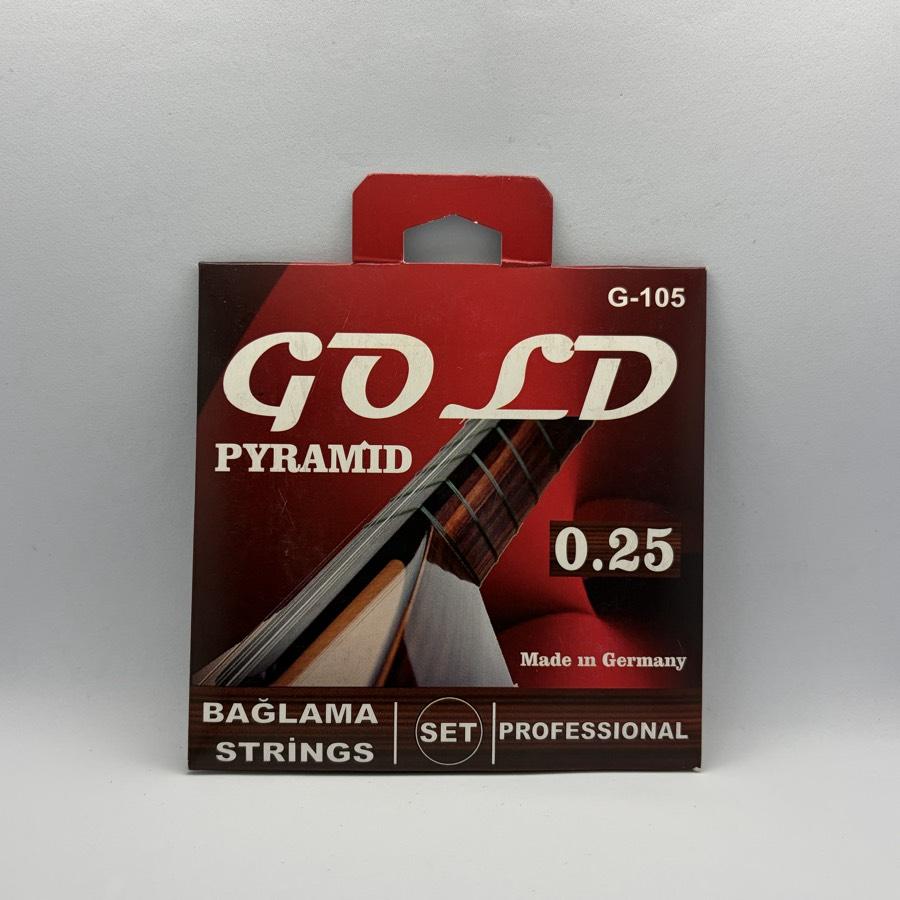 G-105
GOLD
PYRAMİD
0.25
Made ın Germany
BAĞLAMA
STRİNGS
SET
PROFESSIONAL